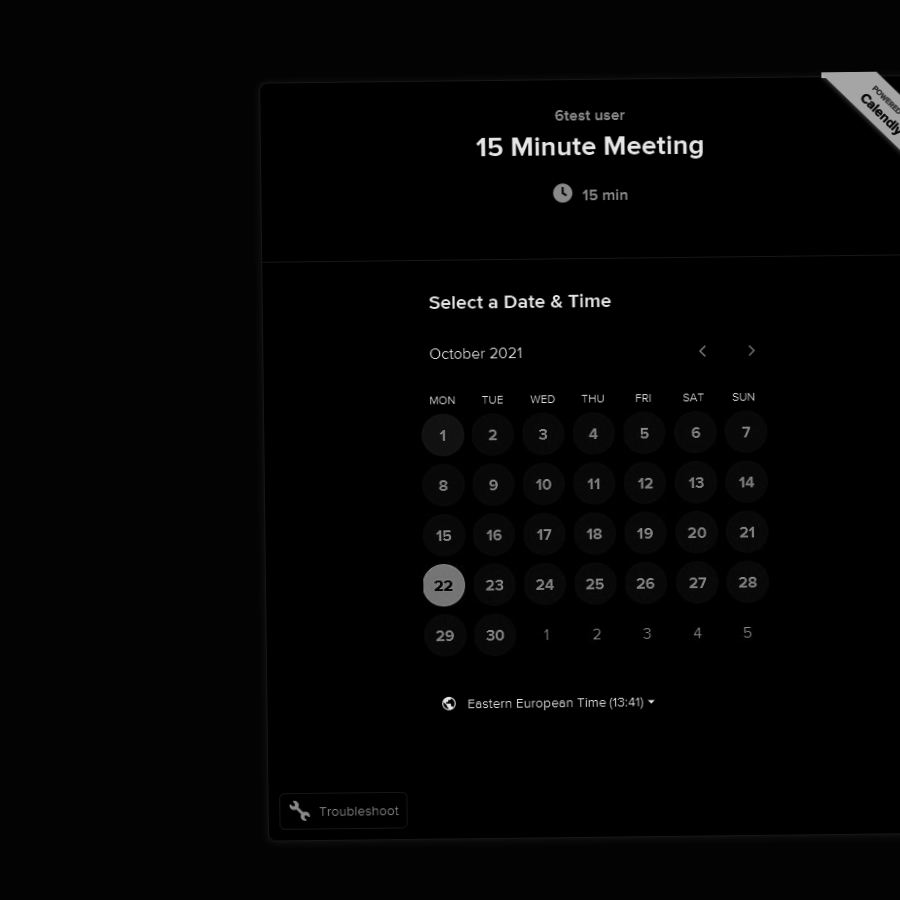 POWERED
Calendly
6test user
15 Minute Meeting
15 min
Select a Date & Time
October 2021
MON TUE WED THU FRI SAT SUN
1 2 3 4 5 6 7
8 9 10 11 12 13 14
15 16 17 18 19 20 21
22 23 24 25 26 27 28
29 30 1 2 3 4 5
Eastern European Time (13:41)
Troubleshoot